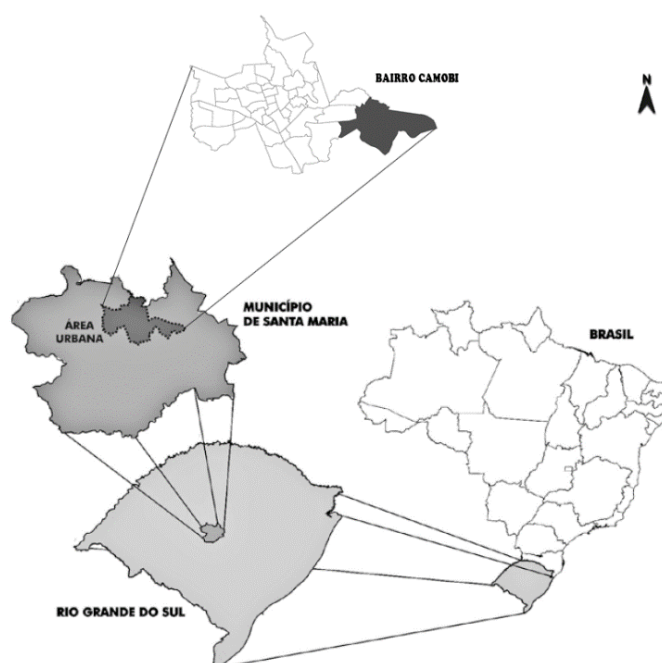 BAIRRO CAMOBI
N
ÁREA
URBANA
MUNICÍPIO
DE SANTA MARIA
BRASIL
RIO GRANDE DO SUL